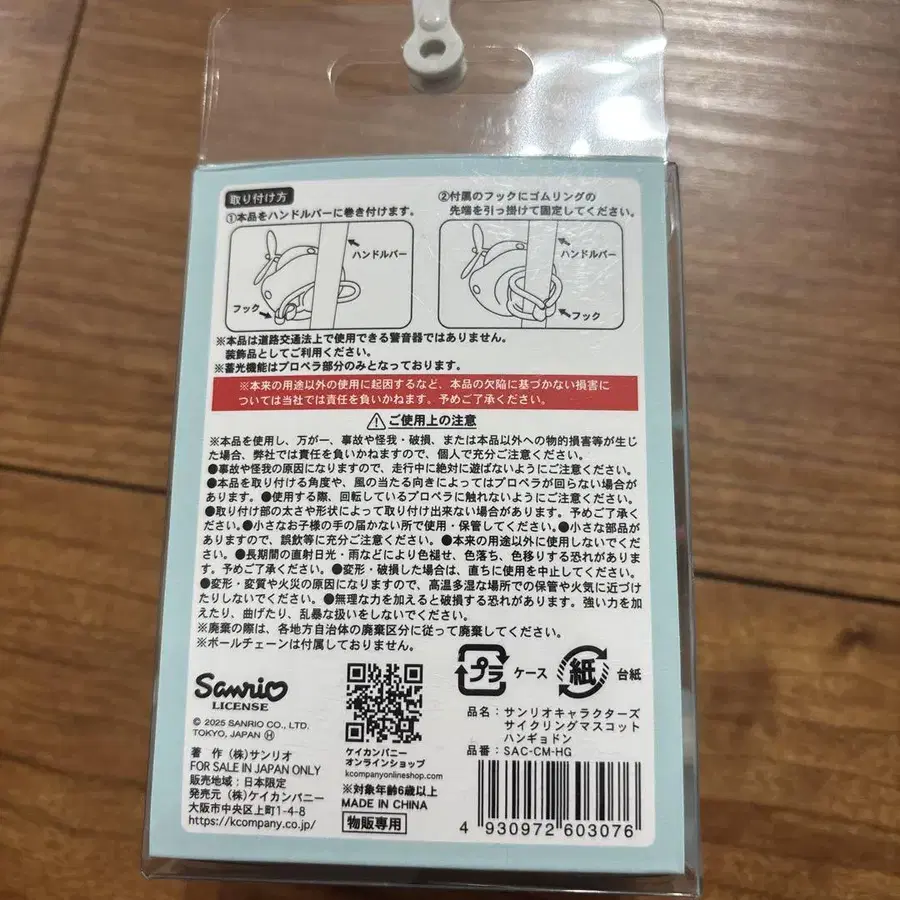 取り付け方
①本品をハンドルバーに巻き付けます。
ハンドルバー
フック
②付属のフックにゴムリングの
先端を引っ掛けて固定してください。
ハンドルバー
フック
※本品は道路交通法上で使用できる警音器ではありません。
装飾品としてご利用ください。
※蓄光機能はプロペラ部分のみとなっております。
※本来の用途以外の使用に起因するなど、本品の欠陥に基づかない損害に
ついては当社では責任を負いかねます。予めご了承ください。
ご使用上の注意
※本品を使用し、万が一、事故や怪我・破損、または本品以外への物的損害等が生じ
た場合、弊社では責任を負いかねますので、個人で充分ご注意ください。
●事故や怪我の原因になりますので、走行中に絶対に遊ばないようにご注意ください。
●本品を取り付ける角度や、風の当たる向きによってはプロペラが回らない場合が
あります。●使用する際、回転しているプロペラに触れないようにご注意ください。
●取り付け部の太さや形状によって取り付け出来ない場合があります。予めご了承くだ
さい。●小さなお子様の手の届かない所で使用・保管してください。●小さな部品が
ありますので、誤飲等に充分ご注意ください。●本来の用途以外に使用しないでくだ
さい。●長期間の直射日光・雨などにより色褪せ、色落ち、色移りする恐れがありま
す。予めご了承ください。●変形・破損した場合は、直ちに使用を中止してください。
●変形・変質や火災の原因になりますので、高温多湿な場所での保管や火気に近づけ
たりしないでください。●無理な力を加えると破損する恐れがあります。強い力を加
えたり、曲げたり、乱暴な扱いをしないでください。
※廃棄の際は、各地方自治体の廃棄区分に従って廃棄してください。
※ボールチェーンは付属しておりません。
Sanrio
LICENSE
© 2025 SANRIO CO., LTD.
TOKYO, JAPAN Ⓗ
著 作 (株)サンリオ
FOR SALE IN JAPAN ONLY
販売地域:日本限定
発売元 (株)ケイカンパニー
大阪市中央区上町1-4-8
https://kcompany.co.jp/
ケイカンパニー
オンラインショップ
kcompanyonlineshop.com
※対象年齢6歳以上
MADE IN CHINA
物販専用
プラ ケース
紙 台紙
品名:サンリオキャラクターズ
サイクリングマスコット
ハンギョドン
品番:SAC-CM-HG
4 930972 603076